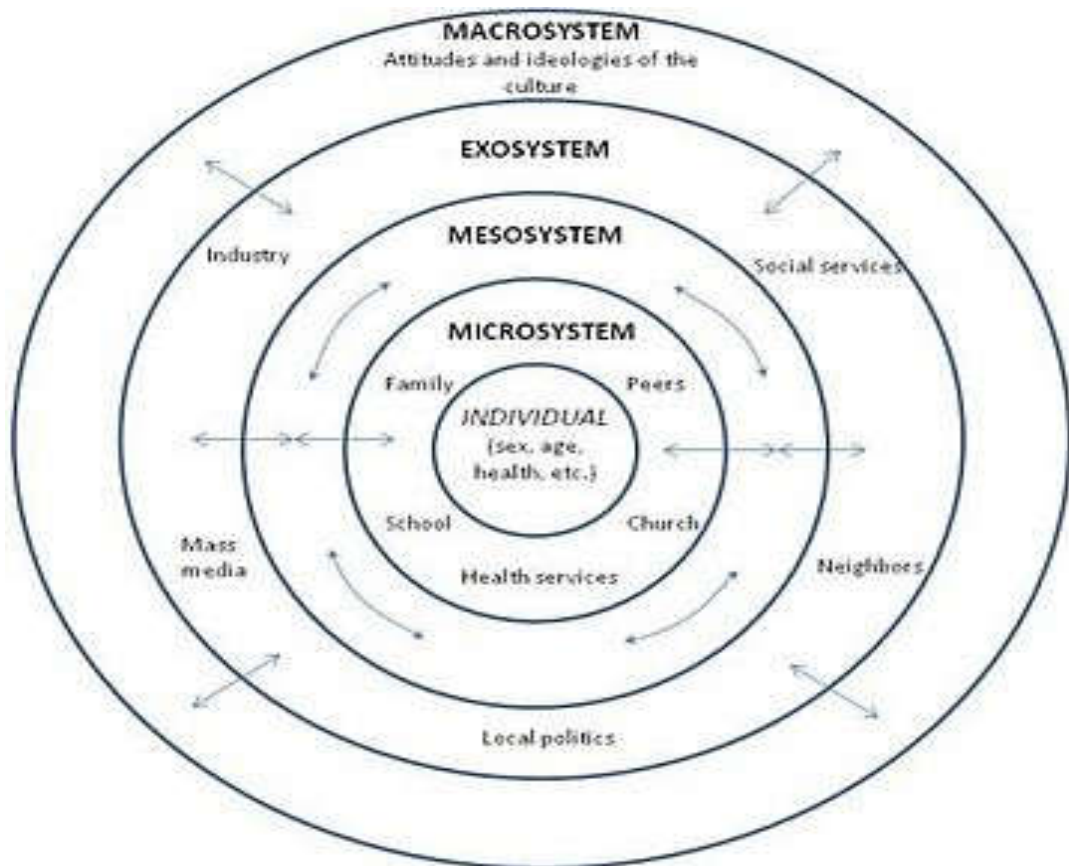 MACROSYSTEM
Attitudes and ideologies of the
culture
EXOSYSTEM
MESOSYSTEM
Industry
Social services
MICROSYSTEM
Family
Peers
INDIVIDUAL
(sex, age,
health, etc.)
School
Church
Mass
media
Health services
Neighbors
Local politics